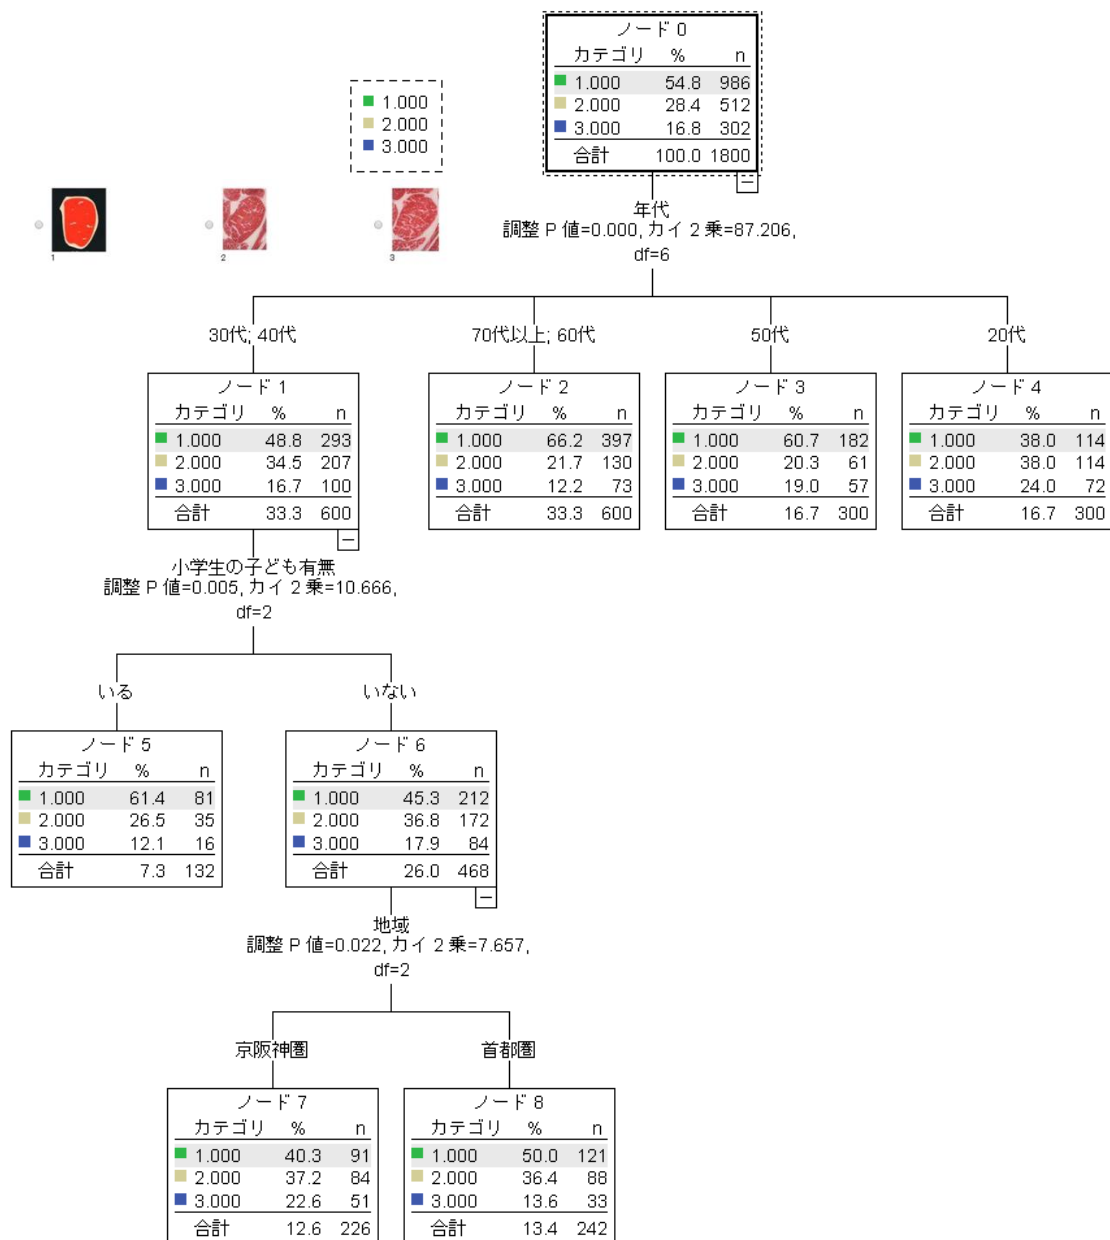 ノード 0
カテゴリ % n
1.000 54.8 986
2.000 28.4 512
3.000 16.8 302
合計 100.0 1800
1.000
2.000
3.000
1
2
3
年代
調整 P 値=0.000, カイ 2 乗=87.206,
df=6
30代; 40代
70代以上; 60代
50代
20代
ノード 1
カテゴリ % n
1.000 48.8 293
2.000 34.5 207
3.000 16.7 100
合計 33.3 600
ノード 2
カテゴリ % n
1.000 66.2 397
2.000 21.7 130
3.000 12.2 73
合計 33.3 600
ノード 3
カテゴリ % n
1.000 60.7 182
2.000 20.3 61
3.000 19.0 57
合計 16.7 300
ノード 4
カテゴリ % n
1.000 38.0 114
2.000 38.0 114
3.000 24.0 72
合計 16.7 300
小学生の子ども有無
調整 P 値=0.005, カイ 2 乗=10.666,
df=2
いる
いない
ノード 5
カテゴリ % n
1.000 61.4 81
2.000 26.5 35
3.000 12.1 16
合計 7.3 132
ノード 6
カテゴリ % n
1.000 45.3 212
2.000 36.8 172
3.000 17.9 84
合計 26.0 468
地域
調整 P 値=0.022, カイ 2 乗=7.657,
df=2
京阪神圏
首都圏
ノード 7
カテゴリ % n
1.000 40.3 91
2.000 37.2 84
3.000 22.6 51
合計 12.6 226
ノード 8
カテゴリ % n
1.000 50.0 121
2.000 36.4 88
3.000 13.6 33
合計 13.4 242